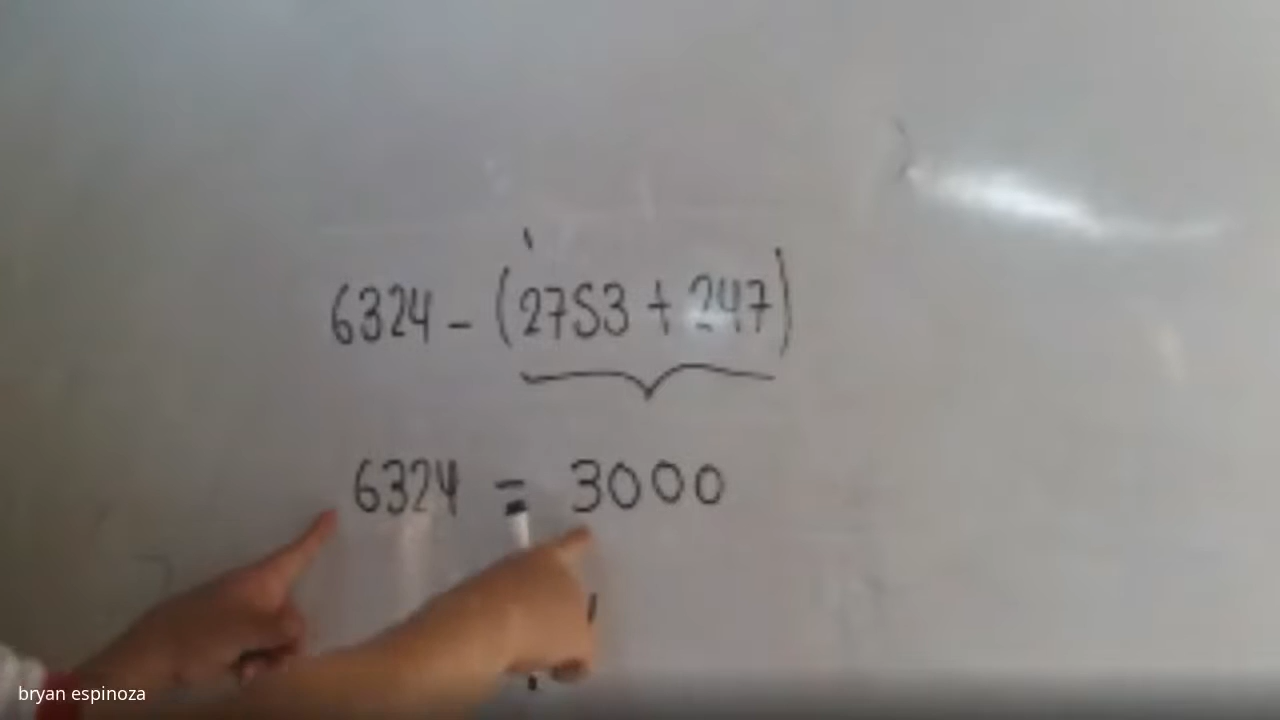 6324 - (2753 + 247)
6324 = 3000
bryan espinoza